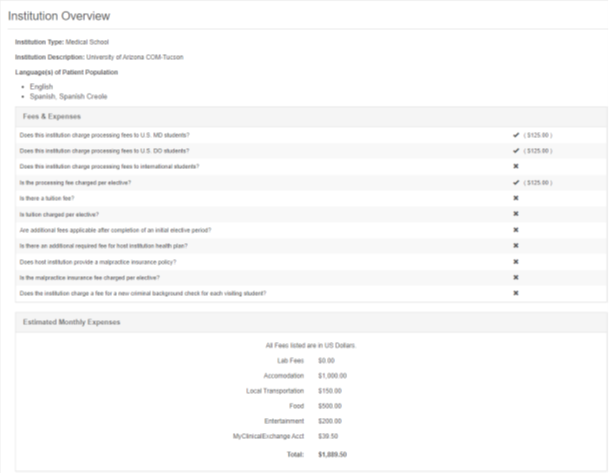 Institution Overview
Institution Type: Medical School
Institution Description: University of Arizona COM-Tucson
Language(s) of Patient Population
English
Spanish, Spanish Creole
Fees & Expenses
Does this institution charge processing fees to U.S. MD students? ✔ ( $125.00 )
Does this institution charge processing fees to U.S. DO students? ✔ ( $125.00 )
Does this institution charge processing fees to international students? ✖
Is the processing fee charged per elective? ✔ ( $125.00 )
Is there a tuition fee? ✖
Is tuition charged per elective? ✖
Are additional fees applicable after completion of an initial elective period? ✖
Is there an additional required fee for host institution health plan? ✖
Does host institution provide a malpractice insurance policy? ✖
Is the malpractice insurance fee charged per elective? ✖
Does the institution charge a fee for a new criminal background check for each visiting student? ✖
Estimated Monthly Expenses
All Fees listed are in US Dollars
Lab Fees $0.00
Accomodation $1,000.00
Local Transportation $150.00
Food $500.00
Entertainment $200.00
MyClinicalExchange Acct $39.50
Total: $1,889.50